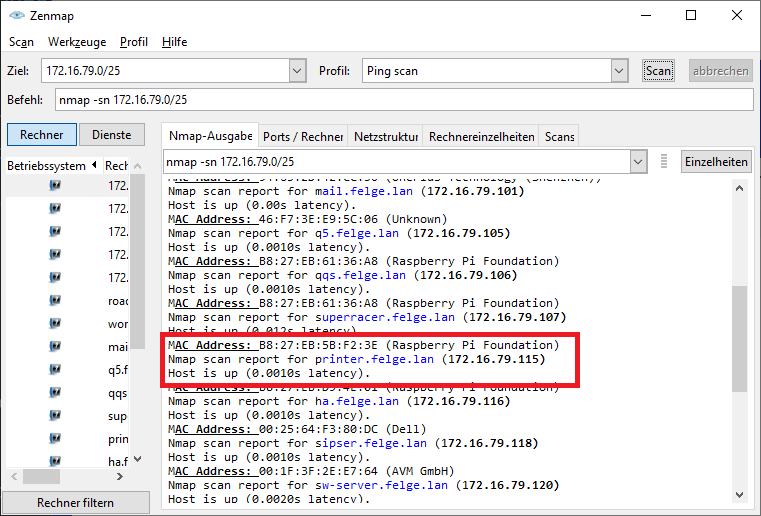 Zenmap
Scan Werkzeuge Profil Hilfe
Ziel: 172.16.79.0/25 Profil: Ping scan Scan abbrechen
Befehl: nmap -sn 172.16.79.0/25
Rechner Dienste
Nmap-Ausgabe Ports / Rechner Netzstruktur Rechnereinzelheiten Scans
nmap -sn 172.16.79.0/25 Einzelheiten
Betriebssystem Rech
172.
172.
172.
172.
172.
road
wor
mai
q5.f
qqs
sup
prin
ha.f
Rechner filtern
Nmap scan report for mail.felge.lan (172.16.79.101)
Host is up (0.00s latency).
MAC Address: 46:F7:3E:E9:5C:06 (Unknown)
Nmap scan report for q5.felge.lan (172.16.79.105)
Host is up (0.0010s latency).
MAC Address: B8:27:EB:61:36:A8 (Raspberry Pi Foundation)
Nmap scan report for qqs.felge.lan (172.16.79.106)
Host is up (0.0010s latency).
MAC Address: B8:27:EB:61:36:A8 (Raspberry Pi Foundation)
Nmap scan report for superracer.felge.lan (172.16.79.107)
Host is up (0.012s latency).
MAC Address: B8:27:EB:5B:F2:3E (Raspberry Pi Foundation)
Nmap scan report for printer.felge.lan (172.16.79.115)
Host is up (0.0010s latency).
MAC Address: (Raspberry Pi Foundation)
Nmap scan report for ha.felge.lan (172.16.79.116)
Host is up (0.0010s latency).
MAC Address: 00:25:64:F3:80:DC (Dell)
Nmap scan report for sipser.felge.lan (172.16.79.118)
Host is up (0.0010s latency).
MAC Address: 00:1F:3F:2E:E7:64 (AVM GmbH)
Nmap scan report for sw-server.felge.lan (172.16.79.120)
Host is up (0.0020s latency).